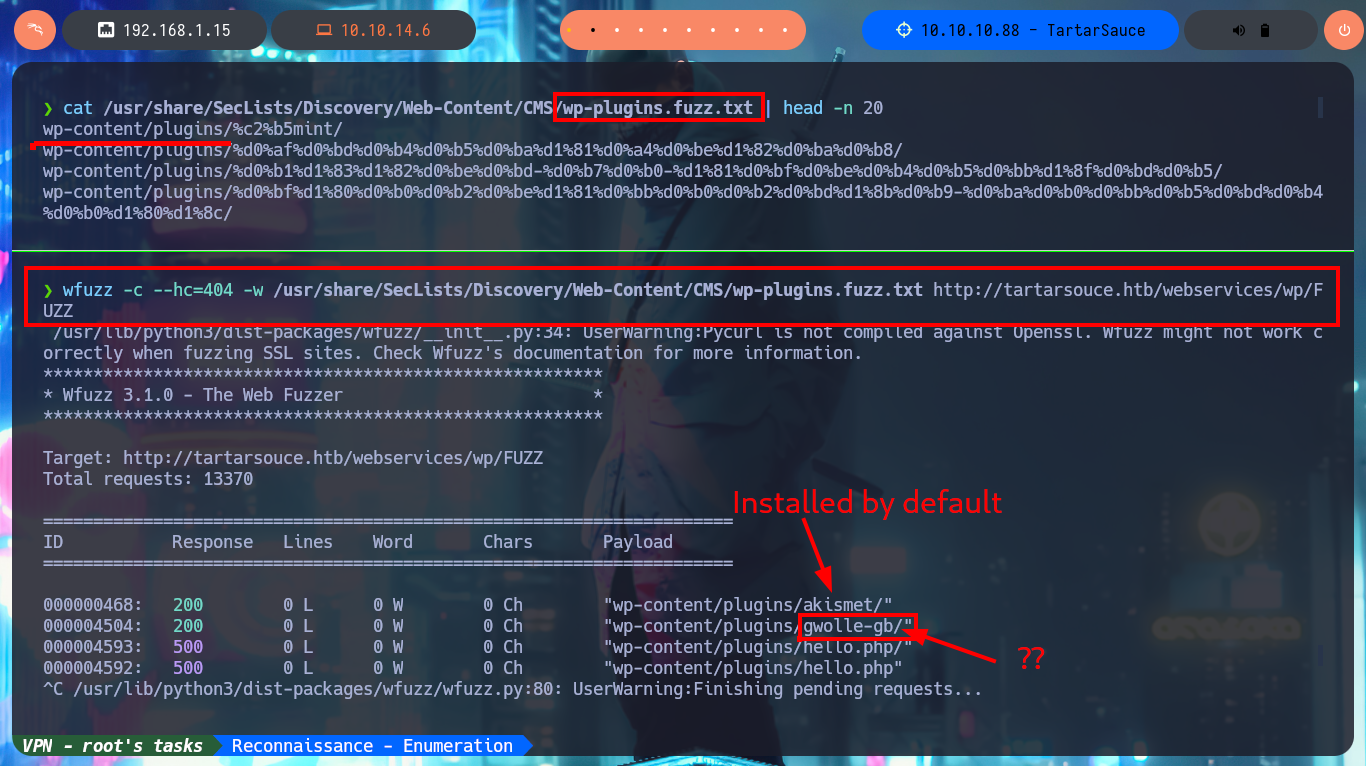 192.168.1.15
10.10.14.6
10.10.10.88 - TartarSauce
❯ cat /usr/share/SecLists/Discovery/Web-Content/CMS/wp-plugins.fuzz.txt | head -n 20
wp-content/plugins/%c2%b5mint/
wp-content/plugins/%d0%af%d0%bd%d0%b4%d0%b5%d0%ba%d1%81%d0%a4%d0%be%d1%82%d0%ba%d0%b8/
wp-content/plugins/%d0%b1%d1%83%d1%82%d0%be%d0%bd-%d0%b7%d0%b0-%d1%81%d0%bf%d0%be%d0%b4%d0%b5%d0%bb%d1%8f%d0%bd%d0%b5/
wp-content/plugins/%d0%bf%d1%80%d0%b0%d0%b2%d0%be%d1%81%d0%bb%d0%b0%d0%b2%d0%bd%d1%8b%d0%b9-%d0%ba%d0%b0%d0%bb%d0%b5%d0%bd%d0%b4
%d0%b0%d1%80%d1%8c/
❯ wfuzz -c --hc=404 -w /usr/share/SecLists/Discovery/Web-Content/CMS/wp-plugins.fuzz.txt http://tartarsouce.htb/webservices/wp/F
UZZ
/usr/lib/python3/dist-packages/wfuzz/__init__.py:34: UserWarning:Pycurl is not compiled against Openssl. Wfuzz might not work c
orrectly when fuzzing SSL sites. Check Wfuzz's documentation for more information.
********************************************************
* Wfuzz 3.1.0 - The Web Fuzzer                         *
********************************************************
Target: http://tartarsouce.htb/webservices/wp/FUZZ
Total requests: 13370
Installed by default
=====================================================================
ID           Response   Lines    Word       Chars       Payload
=====================================================================
000000468:   200        0 L      0 W        0 Ch        "wp-content/plugins/akismet/"
000004504:   200        0 L      0 W        0 Ch        "wp-content/plugins/gwolle-gb/"
000004593:   500        0 L      0 W        0 Ch        "wp-content/plugins/hello.php/"
??
000004592:   500        0 L      0 W        0 Ch        "wp-content/plugins/hello.php"
^C /usr/lib/python3/dist-packages/wfuzz/wfuzz.py:80: UserWarning:Finishing pending requests...
VPN - root's tasks Reconnaissance - Enumeration